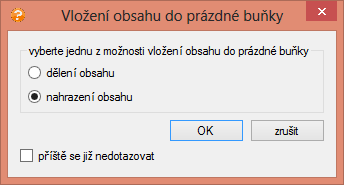 Vložení obsahu do prázdné buňky
vyberte jednu z možnosti vložení obsahu do prázdné buňky
dělení obsahu
nahrazení obsahu
OK
zrušit
příště se již nedotazovat